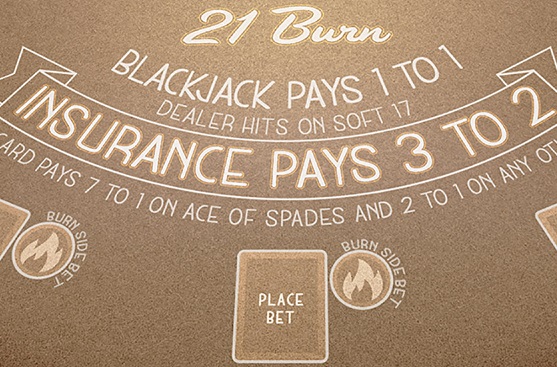 21 Burn
BLACKJACK PAYS 1 TO 1
DEALER HITS ON SOFT 17
INSURANCE PAYS 3 TO 2
CARD PAYS 7 TO 1 ON ACE OF SPADES AND 2 TO 1 ON ANY
BURN SIDE BET
BURN SIDE BET
PLACE
BET